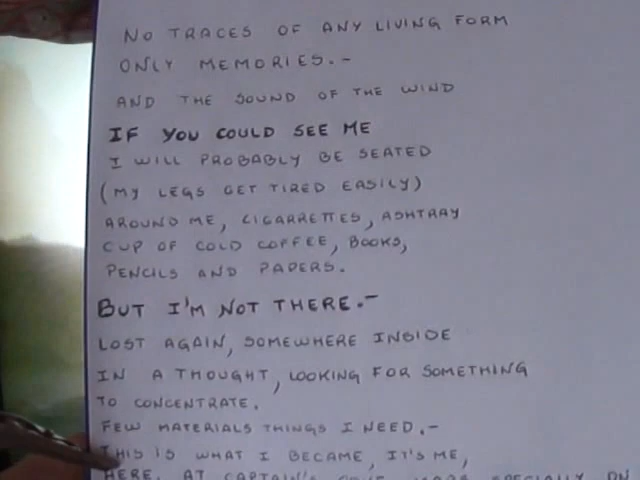 NO TRACES OF ANY LIVING FORM
ONLY MEMORIES.-
AND THE SOUND OF THE WIND
IF YOU COULD SEE ME
I WILL PROBABLY BE SEATED
(MY LEGS GET TIRED EASILY)
AROUND ME, CIGARRETTES, ASHTRAY
CUP OF COLD COFFEE, BOOKS,
PENCILS AND PAPERS.
BUT I'M NOT THERE.-
LOST AGAIN, SOMEWHERE INSIDE
IN A THOUGHT, LOOKING FOR SOMETHING
TO CONCENTRATE.
FEW MATERIALS THINGS I NEED.-
THIS IS WHAT I BECAME, IT'S ME,
HERE, AT